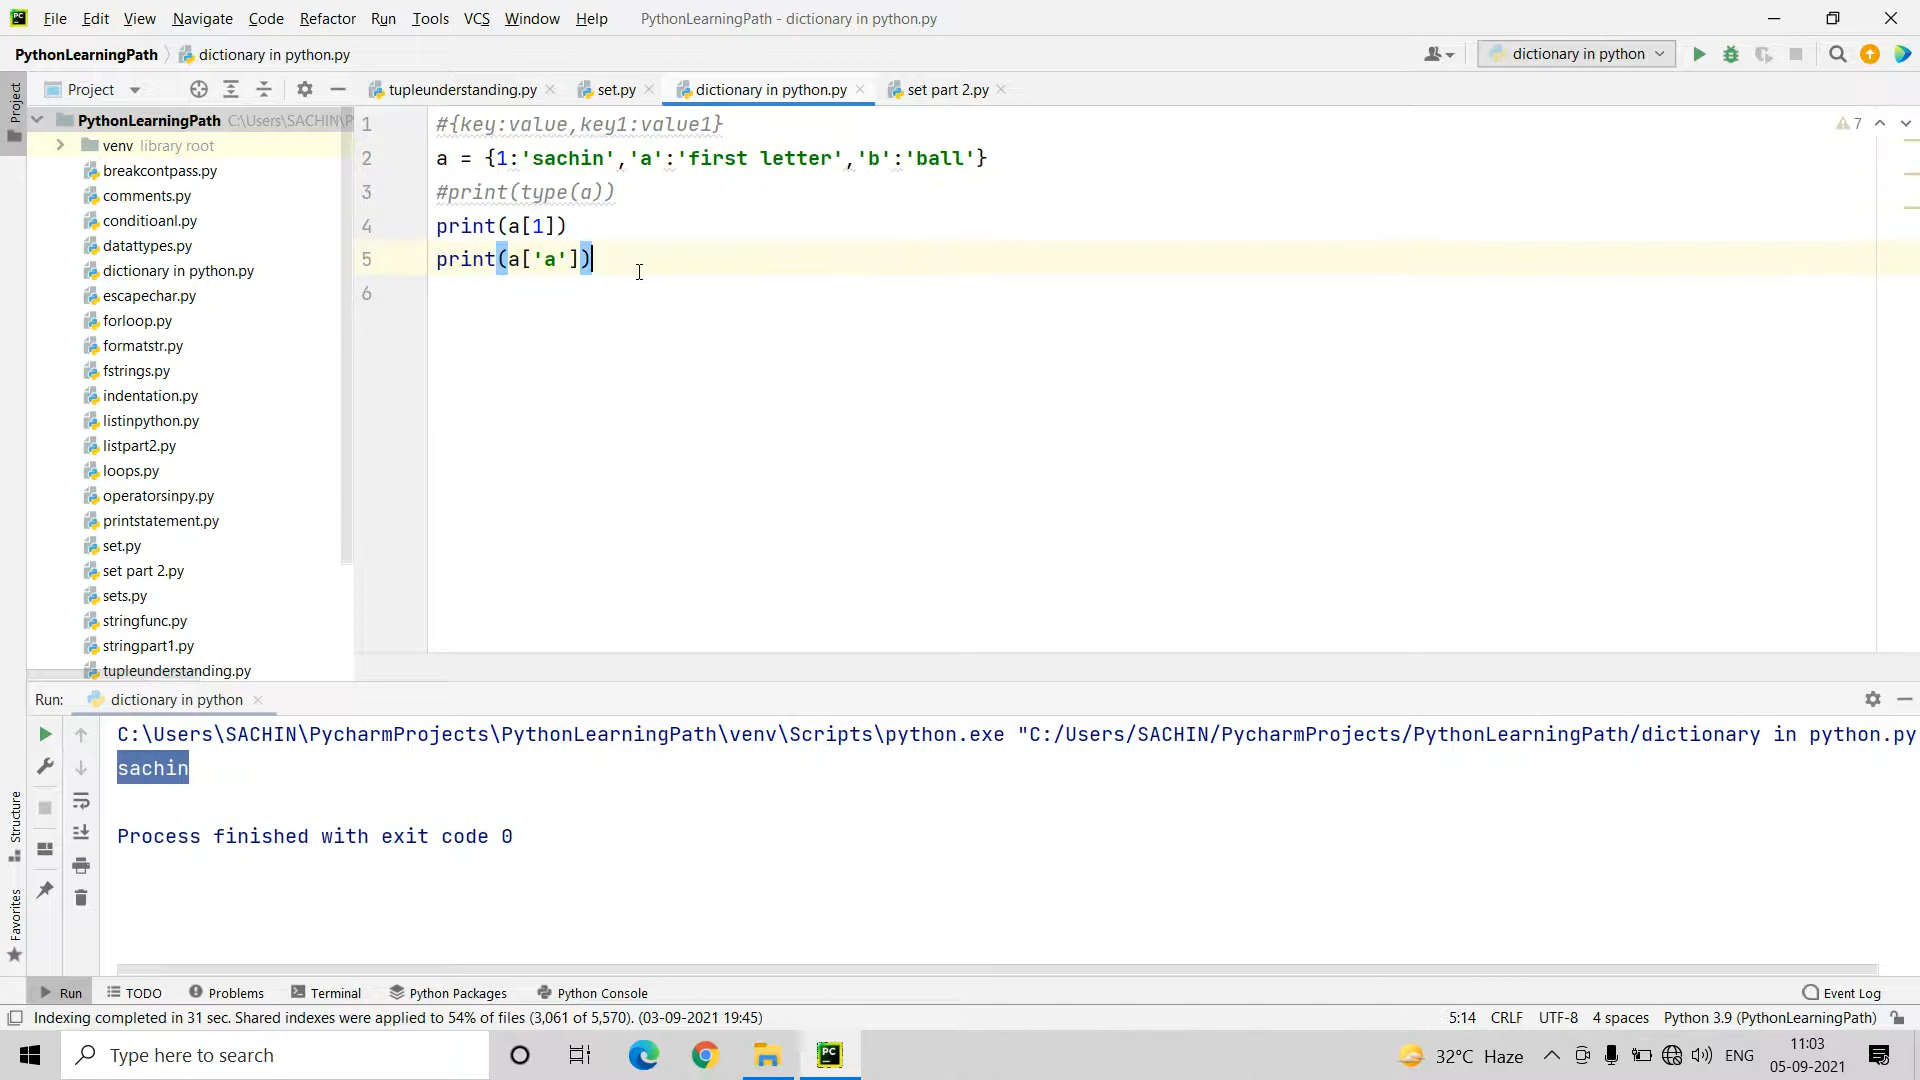 PC File Edit View Navigate Code Refactor Run Tools VCS Window Help PythonLearningPath - dictionary in python.py
PythonLearningPath dictionary in python.py dictionary in python
Project tupleunderstanding.py set.py dictionary in python.py set part 2.py
Project
PythonLearningPath C:\Users\SACHIN\P
venv library root
breakcontpass.py
comments.py
conditioanl.py
datattypes.py
dictionary in python.py
escapechar.py
forloop.py
formatstr.py
fstrings.py
indentation.py
listinpython.py
listpart2.py
loops.py
operatorsinpy.py
printstatement.py
set.py
set part 2.py
sets.py
stringfunc.py
stringpart1.py
tupleunderstanding.py
1 #{key:value,key1:value1}
2 a = {1:'sachin','a':'first letter','b':'ball'}
3 #print(type(a))
4 print(a[1])
5 print(a['a'])
6
7
Run: dictionary in python
C:\Users\SACHIN\PycharmProjects\PythonLearningPath\venv\Scripts\python.exe "C:/Users/SACHIN/PycharmProjects/PythonLearningPath/dictionary in python.py
sachin
Process finished with exit code 0
Structure
Favorites
Run TODO Problems Terminal Python Packages Python Console Event Log
Indexing completed in 31 sec. Shared indexes were applied to 54% of files (3,061 of 5,570). (03-09-2021 19:45) 5:14 CRLF UTF-8 4 spaces Python 3.9 (PythonLearningPath)
Type here to search PC 32°C Haze ENG 11:03
05-09-2021